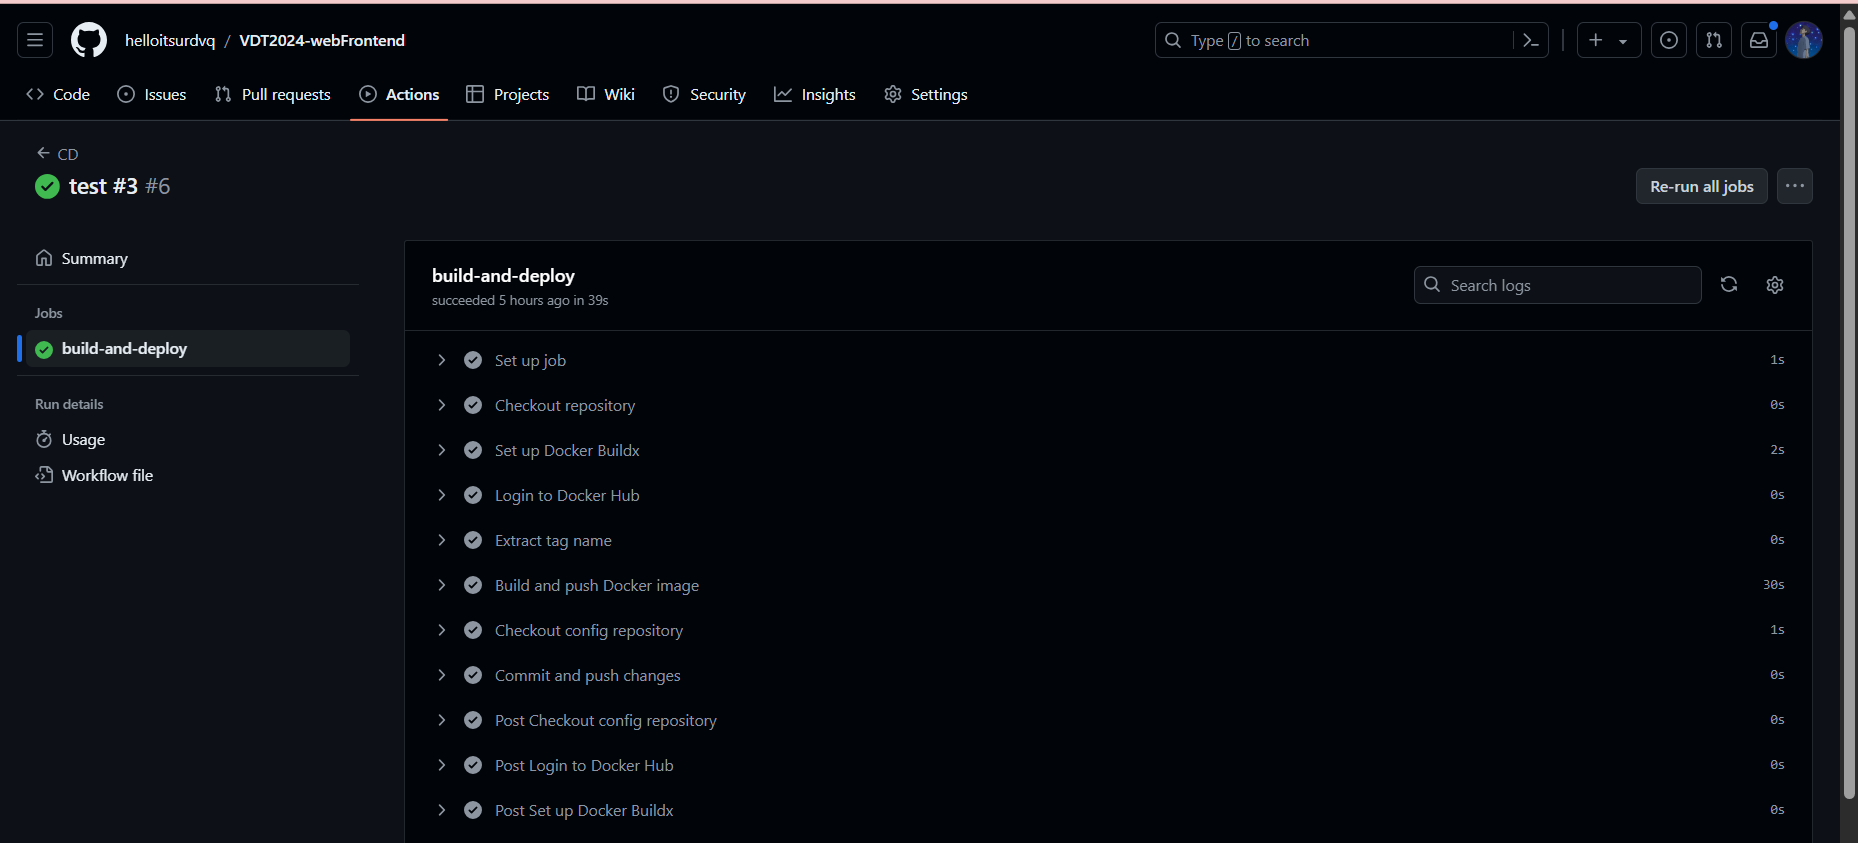 helloitsurdvq / VDT2024-webFrontend
Type / to search
Code Issues Pull requests Actions Projects Wiki Security Insights Settings
CD
test #3 #6
Re-run all jobs
Summary
Jobs
build-and-deploy
Run details
Usage
Workflow file
build-and-deploy
succeeded 5 hours ago in 39s
Search logs
Set up job 1s
Checkout repository 0s
Set up Docker Buildx 2s
Login to Docker Hub 0s
Extract tag name 0s
Build and push Docker image 30s
Checkout config repository 1s
Commit and push changes 0s
Post Checkout config repository 0s
Post Login to Docker Hub 0s
Post Set up Docker Buildx 0s